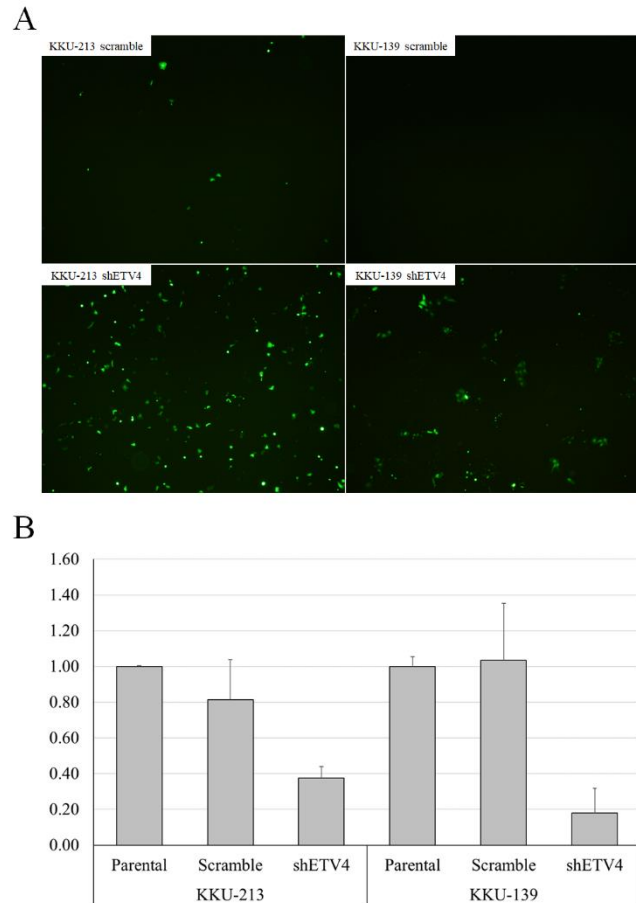 A
KKU-213 scramble
KKU-139 scramble
KKU-213 shETV4
KKU-139 shETV4
B
1.60
1.40
1.20
1.00
0.80
0.60
0.40
0.20
0.00
Parental Scramble shETV4 Parental Scramble shETV4
KKU-213 KKU-139